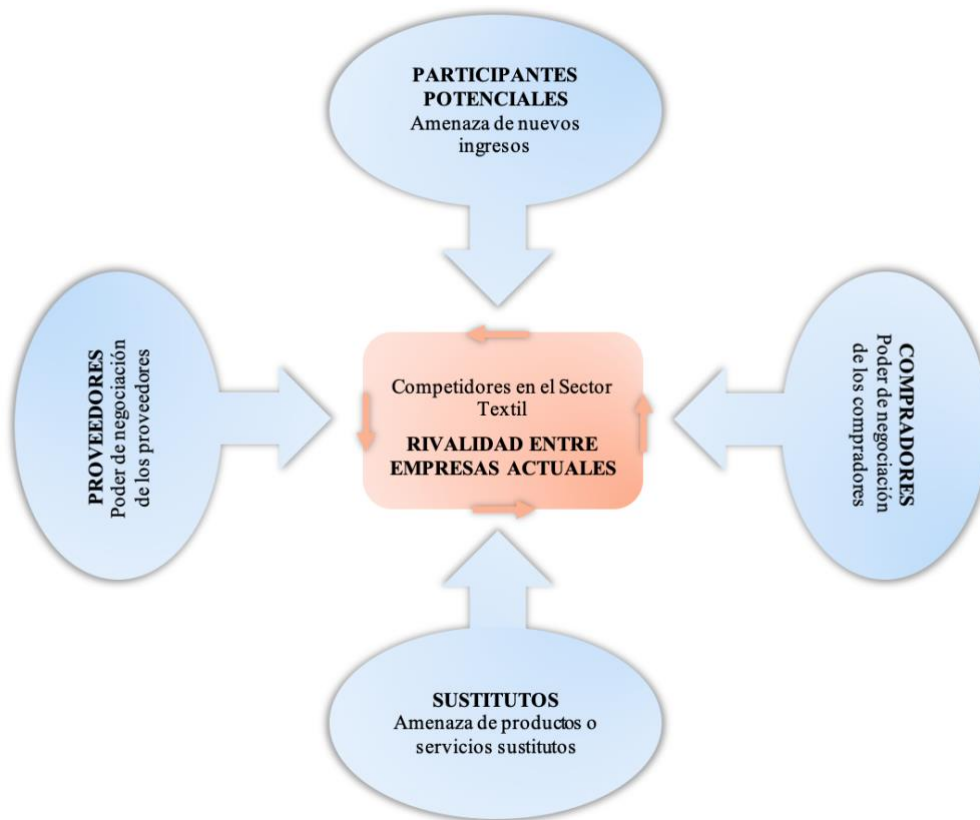 PARTICIPANTES
POTENCIALES
Amenaza de nuevos
ingresos
PROVEEDORES
Poder de negociación
de los proveedores
Competidores en el Sector
Textil
RIVALIDAD ENTRE
EMPRESAS ACTUALES
COMPRADORES
Poder de negociación
de los compradores
SUSTITUTOS
Amenaza de productos o
servicios sustitutos